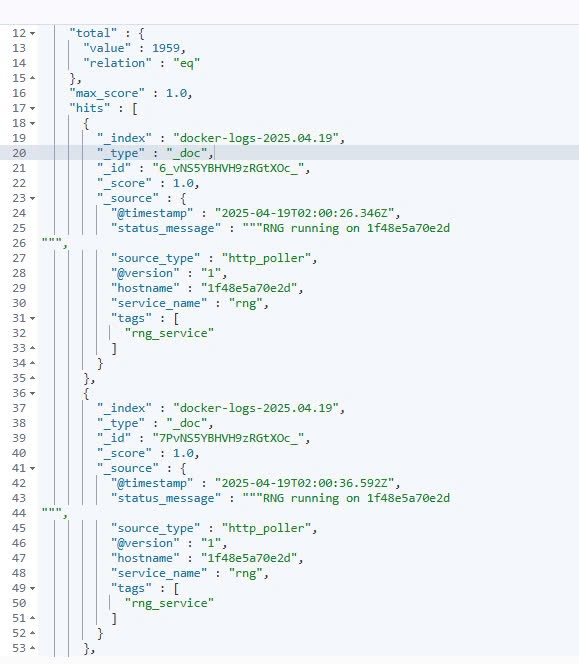 12 "total" : {
13 "value" : 1959,
14 "relation" : "eq"
15 },
16 "max_score" : 1.0,
17 "hits" : [
18 {
19 "_index" : "docker-logs-2025.04.19",
20 "_type" : "_doc",
21 "_id" : "6_vNS5YBHVH9zRGtXOc_",
22 "_score" : 1.0,
23 "_source" : {
24 "@timestamp" : "2025-04-19T02:00:26.346Z",
25 "status_message" : """RNG running on 1f48e5a70e2d
26 """,
27 "source_type" : "http_poller",
28 "@version" : "1",
29 "hostname" : "1f48e5a70e2d",
30 "service_name" : "rng",
31 "tags" : [
32 "rng_service"
33 ]
34 }
35 },
36 {
37 "_index" : "docker-logs-2025.04.19",
38 "_type" : "_doc",
39 "_id" : "7PvNS5YBHVH9zRGtXOc_",
40 "_score" : 1.0,
41 "_source" : {
42 "@timestamp" : "2025-04-19T02:00:36.592Z",
43 "status_message" : """RNG running on 1f48e5a70e2d
44 """,
45 "source_type" : "http_poller",
46 "@version" : "1",
47 "hostname" : "1f48e5a70e2d",
48 "service_name" : "rng",
49 "tags" : [
50 "rng_service"
51 ]
52 }
53 },